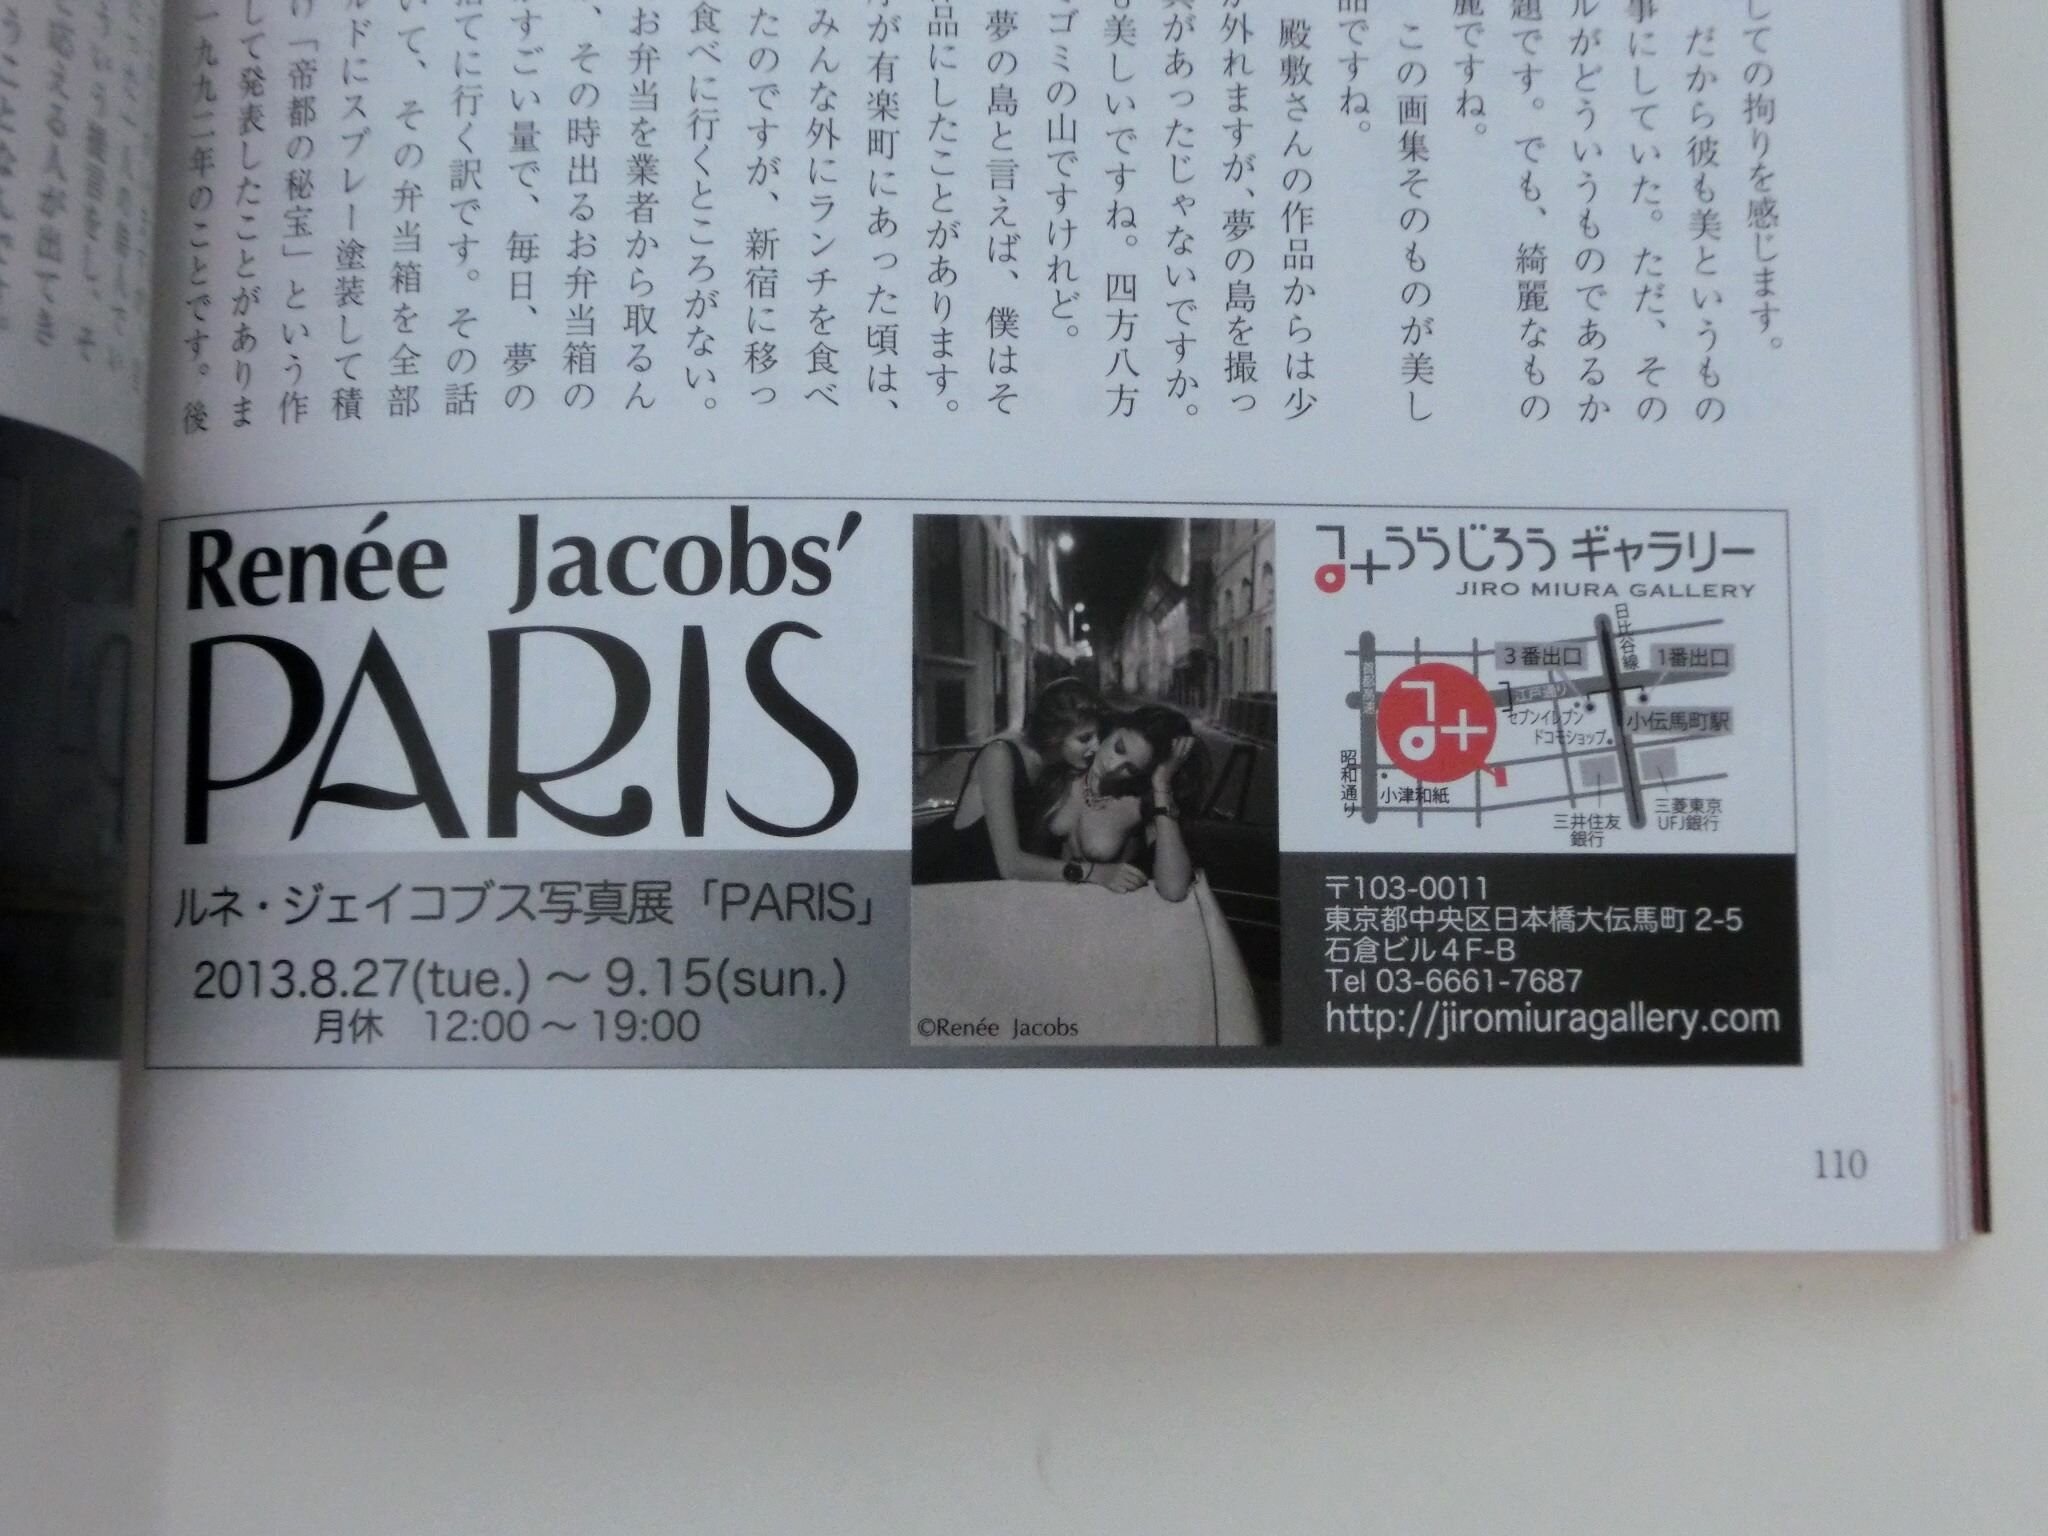 しての拘りを感じます。
だから彼も美というもの
事にしていた。ただ、その
ルがどういうものであるか
題です。でも、綺麗なもの
麗ですね。
この画集そのものが美し
品ですね。
殿敷さんの作品からは少
外れますが、夢の島を撮っ
があったじゃないですか。
も美しいですね。四方八方
ゴミの山ですけれど。
夢の島と言えば、僕はそ
品にしたことがあります。
が有楽町にあった頃は、
みんな外にランチを食べ
たのですが、新宿に移っ
食べに行くところがない。
お弁当を業者から取るん
、その時出るお弁当箱の
すごい量で、毎日、夢の
捨てに行く訳です。その話
いて、その弁当箱を全部
ルドにスプレー塗装して積
け「帝都の秘宝」という作
して発表したことがありま
一九九二年のことです。後
Renée Jacobs'
PARIS
ルネ・ジェイコブス写真展「PARIS」
2013.8.27(tue.)～9.15(sun.)
月休 12:00～19:00
©Renée Jacobs
うらじろう ギャラリー
JIRO MIURA GALLERY
日比谷線
3番出口
1番出口
江戸通り
セブンイレブン
ドコモショップ
小伝馬町駅
昭和通り
小津和紙
三井住友
銀行
三菱東京
UFJ銀行
〒103-0011
東京都中央区日本橋大伝馬町 2-5
石倉ビル4F-B
Tel 03-6661-7687
http://jiromiuragallery.com
110